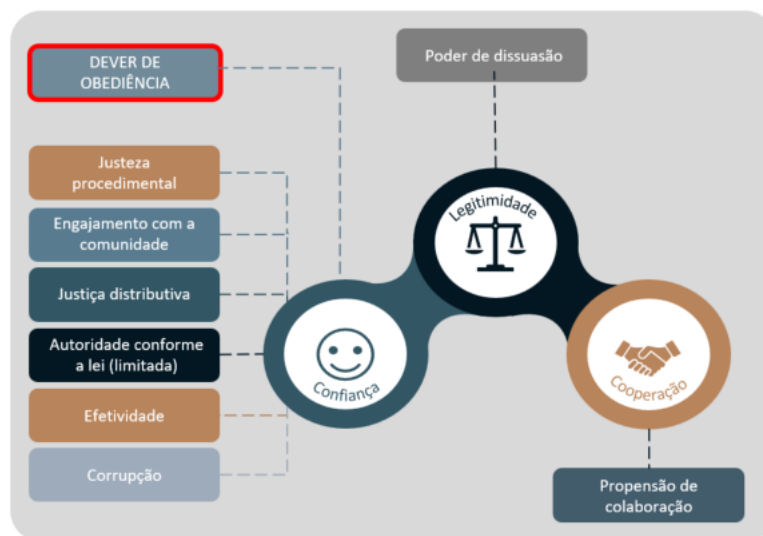 DEVER DE
OBEDIÊNCIA
Poder de dissuasão
Justeza
procedimental
Engajamento com a
comunidade
Justiça distributiva
Autoridade conforme
a lei (limitada)
Efetividade
Corrupção
Legitimidade
Confiança
Cooperação
Propensão de
colaboração